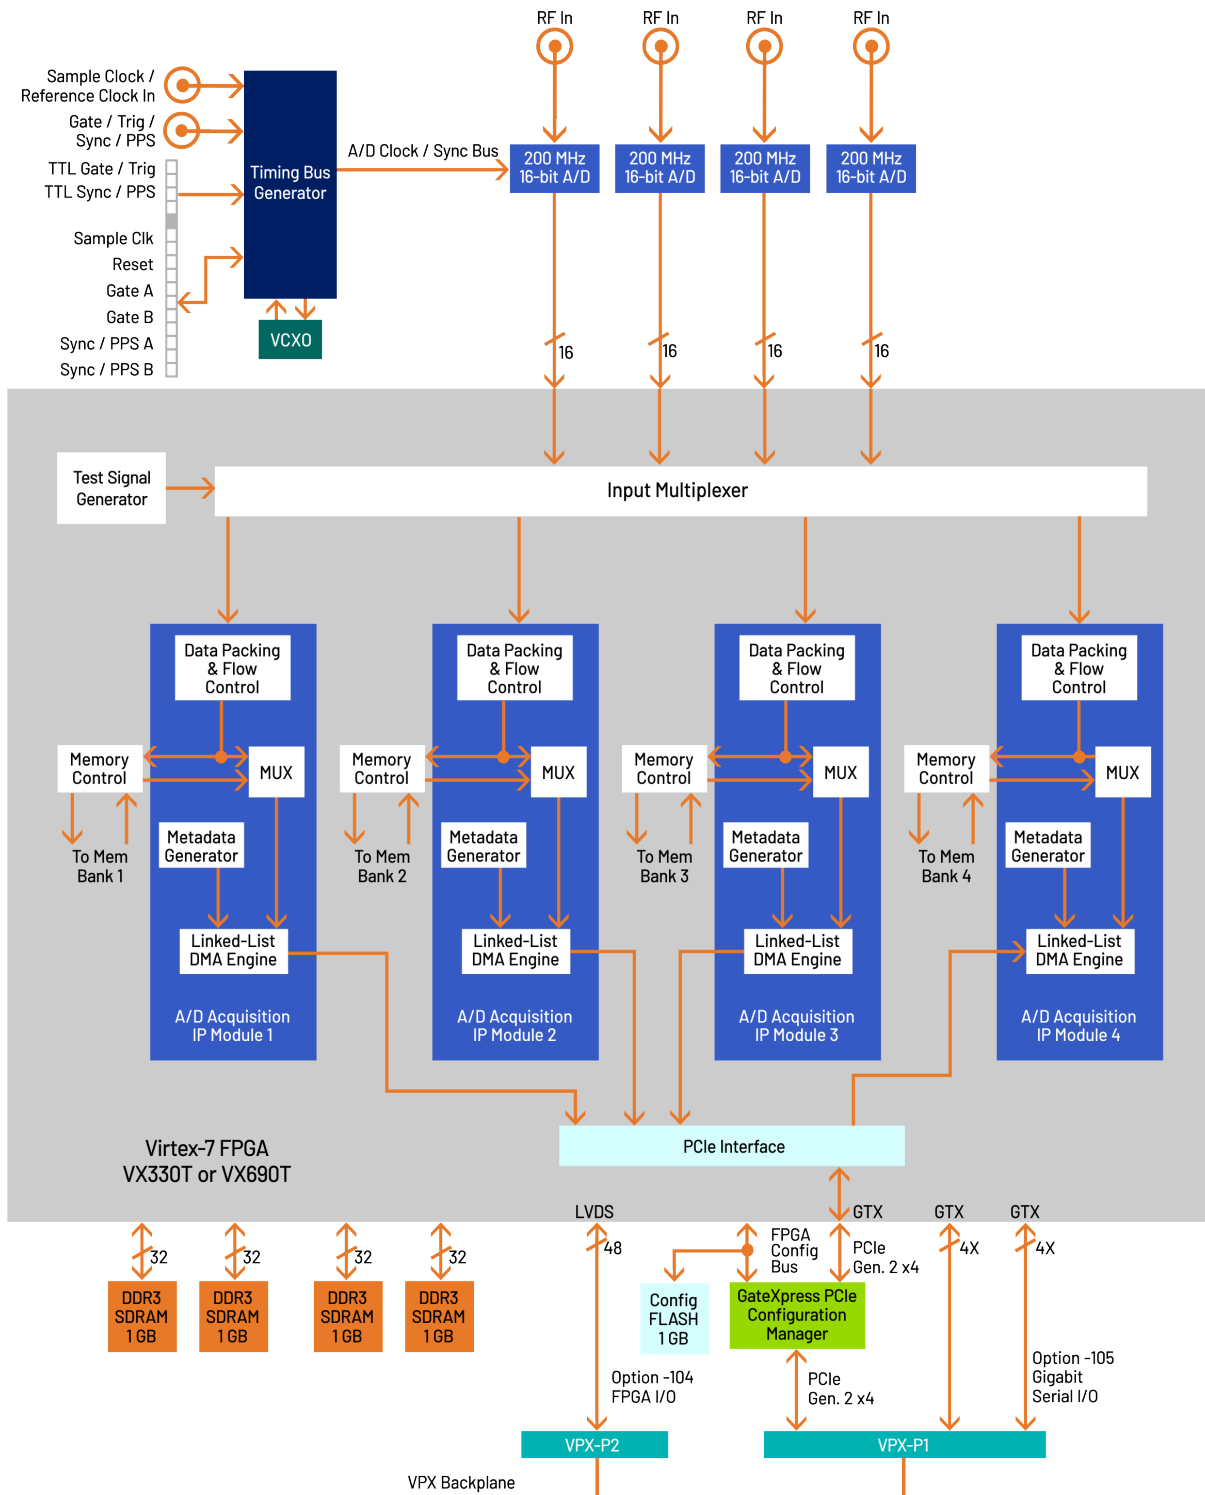 RF In
RF In
RF In
RF In
Sample Clock /
Reference Clock In
Gate / Trig /
Sync / PPS
TTL Gate / Trig
TTL Sync / PPS
Sample Clk
Reset
Gate A
Gate B
Sync / PPS A
Sync / PPS B
Timing Bus
Generator
VCXO
A/D Clock / Sync Bus
200 MHz
16-bit A/D
200 MHz
16-bit A/D
200 MHz
16-bit A/D
200 MHz
16-bit A/D
16
16
16
16
Test Signal
Generator
Input Multiplexer
Data Packing
& Flow
Control
Memory
Control
MUX
To Mem
Bank 1
Metadata
Generator
Linked-List
DMA Engine
A/D Acquisition
IP Module 1
Data Packing
& Flow
Control
Memory
Control
MUX
To Mem
Bank 2
Metadata
Generator
Linked-List
DMA Engine
A/D Acquisition
IP Module 2
Data Packing
& Flow
Control
Memory
Control
MUX
To Mem
Bank 3
Metadata
Generator
Linked-List
DMA Engine
A/D Acquisition
IP Module 3
Data Packing
& Flow
Control
Memory
Control
MUX
To Mem
Bank 4
Metadata
Generator
Linked-List
DMA Engine
A/D Acquisition
IP Module 4
PCIe Interface
Virtex-7 FPGA
VX330T or VX690T
LVDS
GTX
GTX
GTX
32
32
32
32
48
FPGA
Config
Bus
PCIe
Gen. 2 x4
4X
4X
DDR3
SDRAM
1 GB
DDR3
SDRAM
1 GB
DDR3
SDRAM
1 GB
DDR3
SDRAM
1 GB
Config
FLASH
1 GB
GateXpress PCIe
Configuration
Manager
Option -104
FPGA I/O
PCIe
Gen. 2 x4
Option -105
Gigabit
Serial I/O
VPX-P2
VPX-P1
VPX Backplane